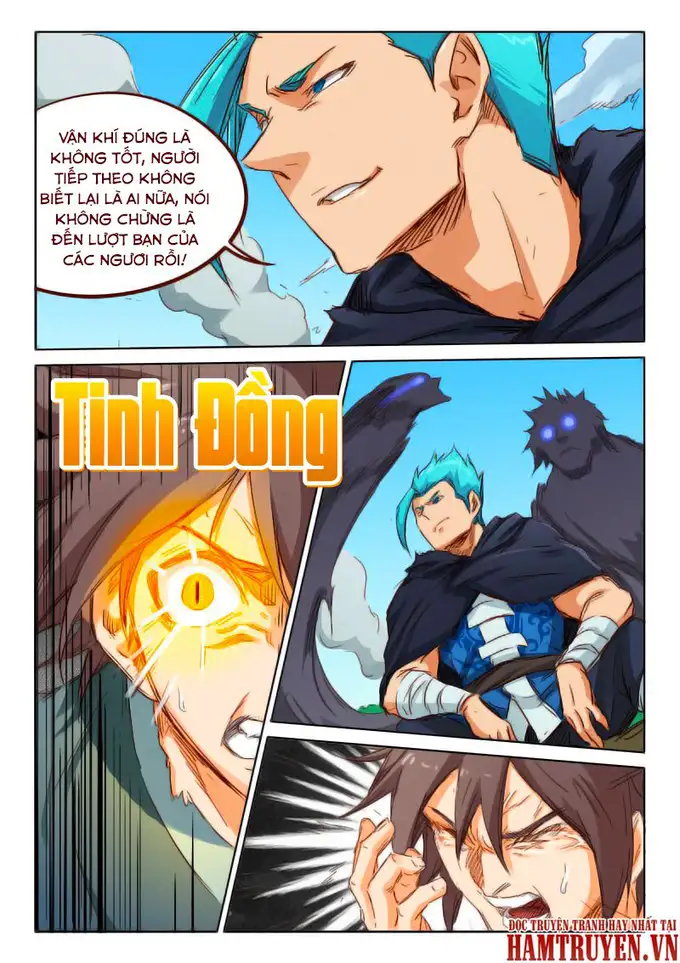 VẬN KHÍ ĐÚNG LÀ
KHÔNG TỐT, NGƯỜI
TIẾP THEO KHÔNG
BIẾT LẠI LÀ AI NỮA, NÓI
KHÔNG CHỪNG LÀ
ĐẾN LƯỢT BẠN CỦA
CÁC NGƯƠI RỒI!
Tinh Đồng
ĐỌC TRUYỆN TRANH HAY NHẤT TẠI
HAMTRUYEN.VN